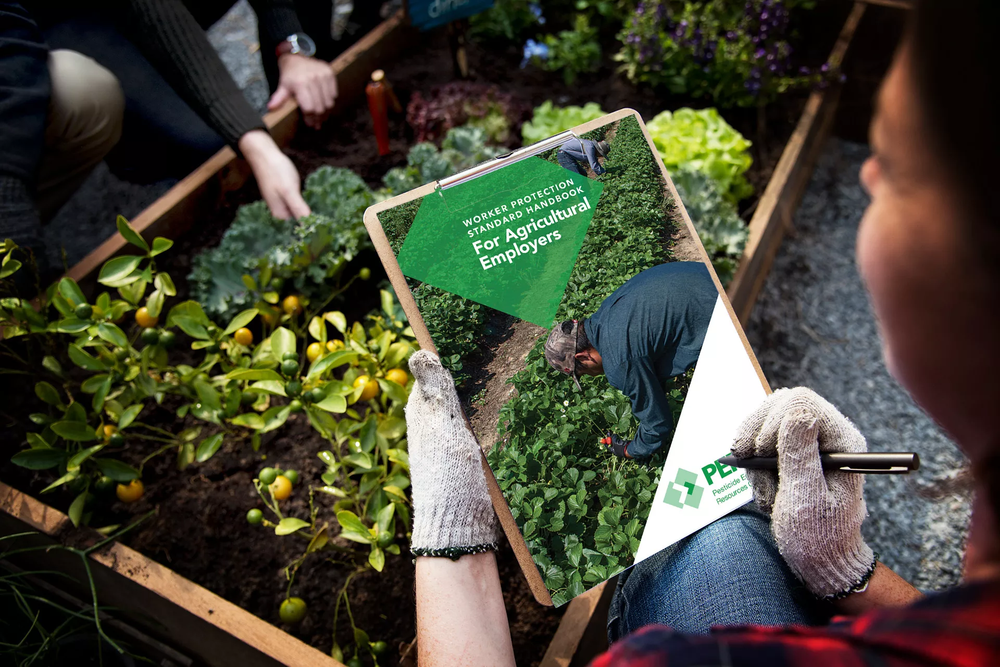 WORKER PROTECTION
STANDARD HANDBOOK
For Agricultural
Employers
Pesticide
Resources